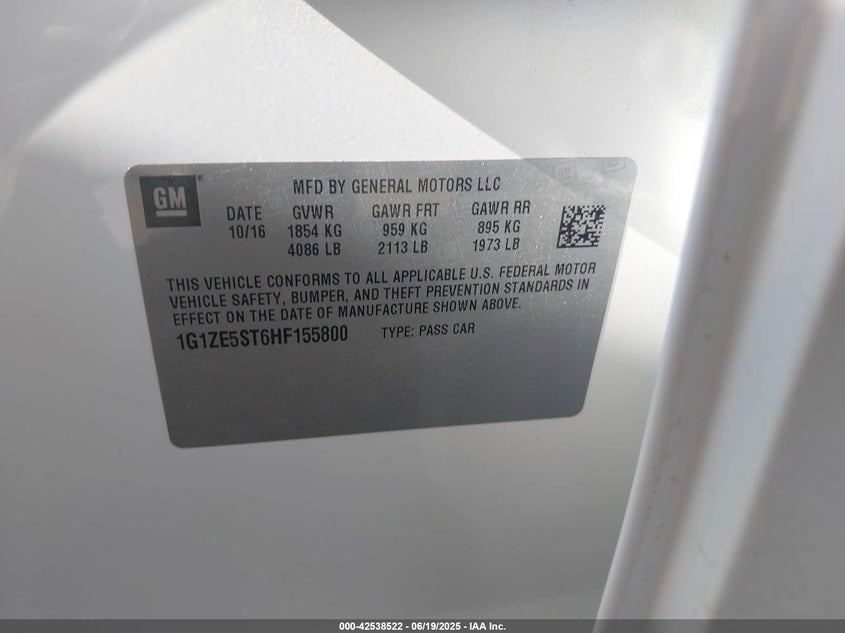 GM
MFD BY GENERAL MOTORS LLC
DATE GVWR GAWR FRT GAWR RR
10/16 1854 KG 959 KG 895 KG
4086 LB 2113 LB 1973 LB
THIS VEHICLE CONFORMS TO ALL APPLICABLE U.S. FEDERAL MOTOR
VEHICLE SAFETY, BUMPER, AND THEFT PREVENTION STANDARDS IN
EFFECT ON THE DATE OF MANUFACTURE SHOWN ABOVE.
1G1ZE5ST6HF155800 TYPE: PASS CAR
000-42538522 / 06/19/2025 - IAA Inc.